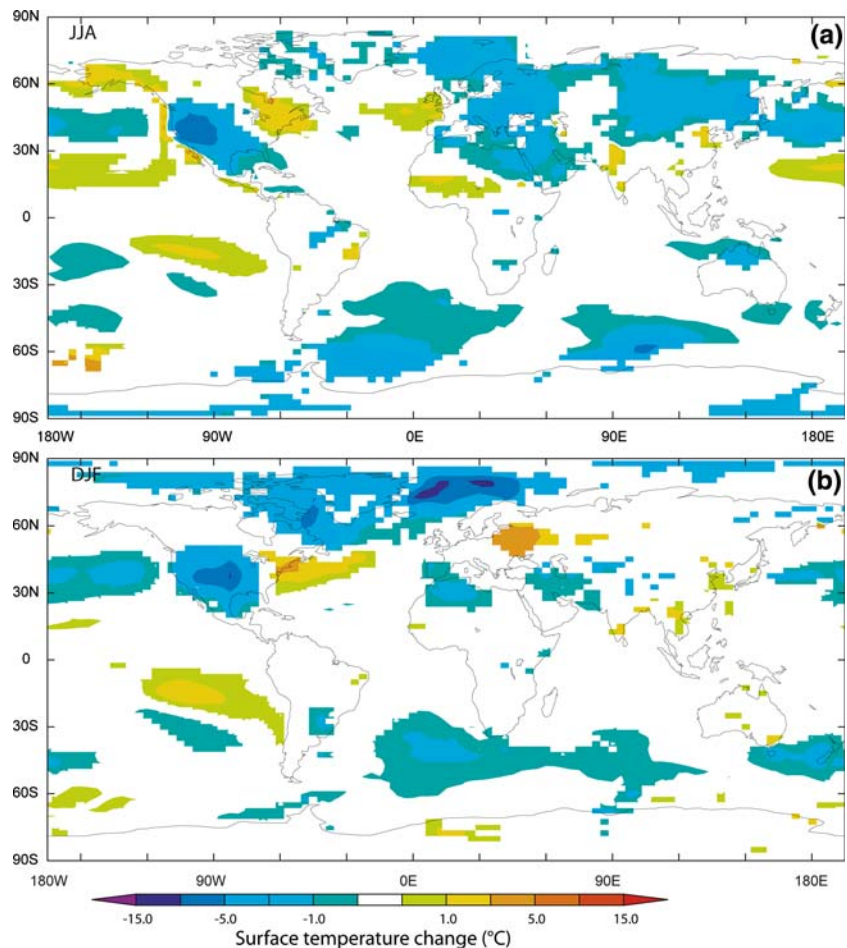 JJA
(a)
90N
60N
30N
0
30S
60S
90S
180W
90W
0E
90E
180E
DJF
(b)
90N
60N
30N
0
30S
60S
90S
180W
90W
0E
90E
180E
-15.0
-5.0
-1.0
1.0
5.0
15.0
Surface temperature change (°C)